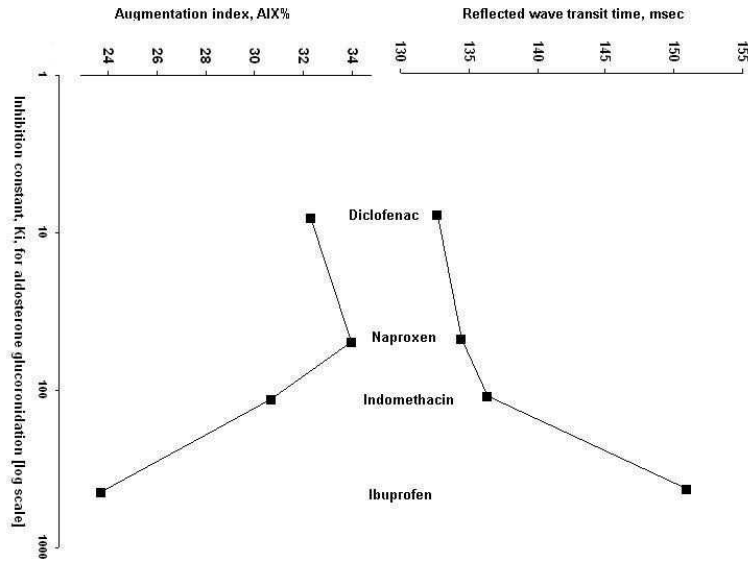 Augmentation index, AIX%
Reflected wave transit time, msec
24 26 28 30 32 34
130 135 140 145 150 155
1
10
100
1000
Inhibition constant, Ki, for aldosterone glucoronidation [log scale]
Diclofenac
Naproxen
Indomethacin
Ibuprofen